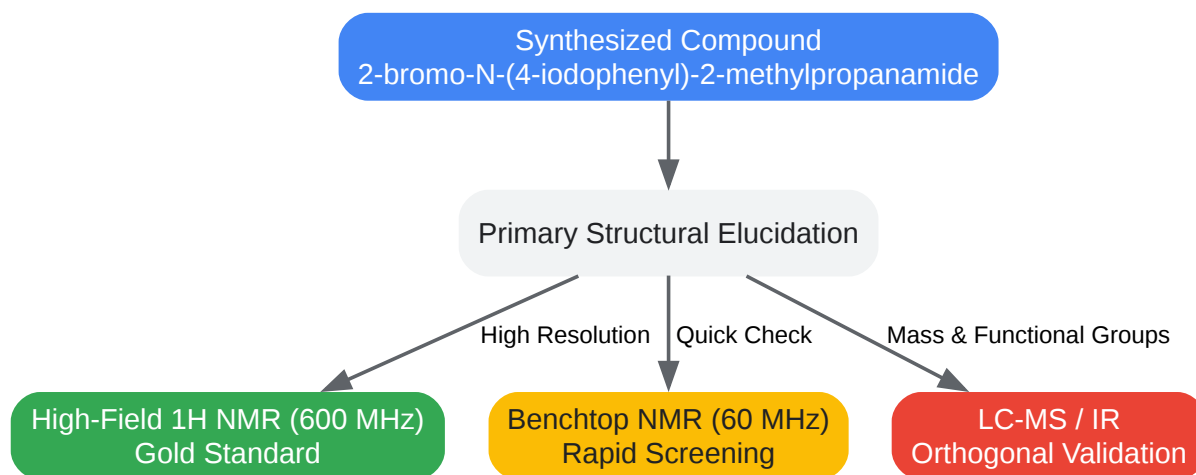 Synthesized Compound
2-bromo-N-(4-iodophenyl)-2-methylpropanamide
Primary Structural Elucidation
High Resolution
Quick Check
Mass & Functional Groups
High-Field 1H NMR (600 MHz)
Gold Standard
Benchtop NMR (60 MHz)
Rapid Screening
LC-MS / IR
Orthogonal Validation